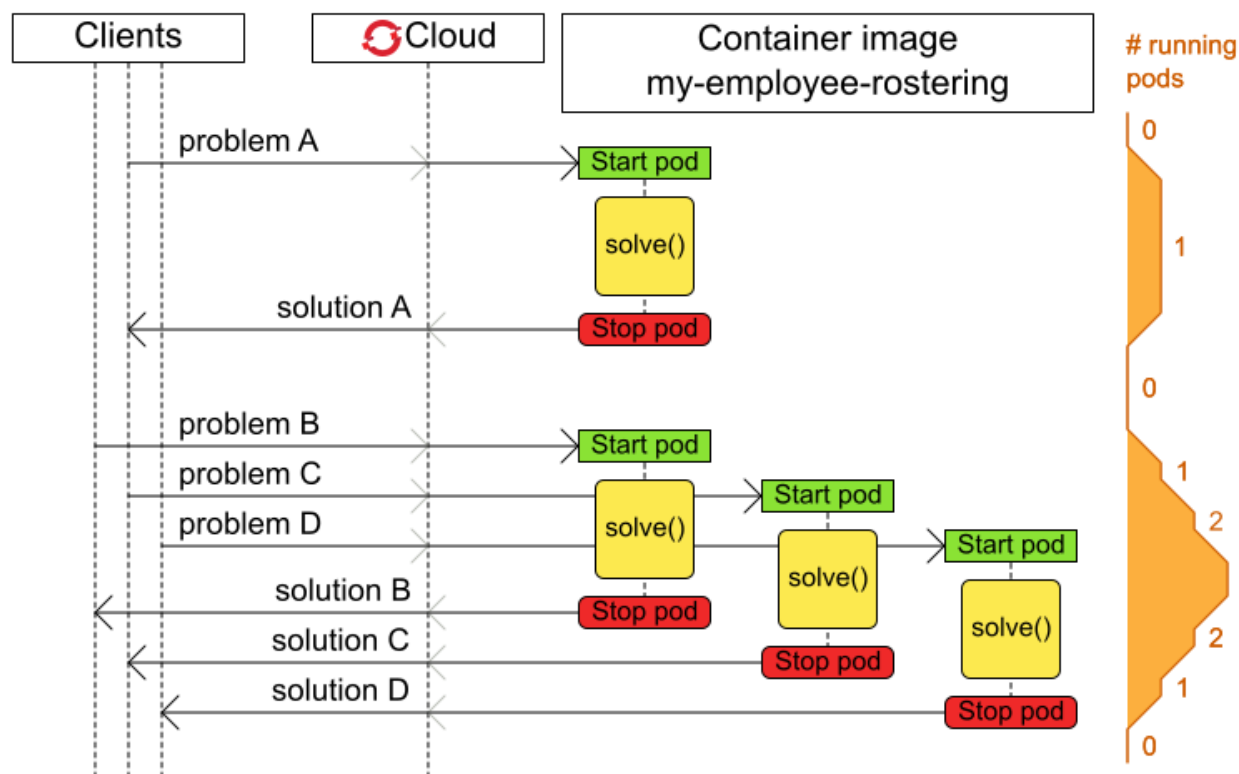 Clients
Cloud
Container image
my-employee-rostering
# running
pods
0
problem A
Start pod
solve()
1
solution A
Stop pod
0
problem B
Start pod
problem C
1
Start pod
problem D
solve()
2
Start pod
solve()
solution B
Stop pod
solve()
solution C
2
Stop pod
solution D
1
Stop pod
0